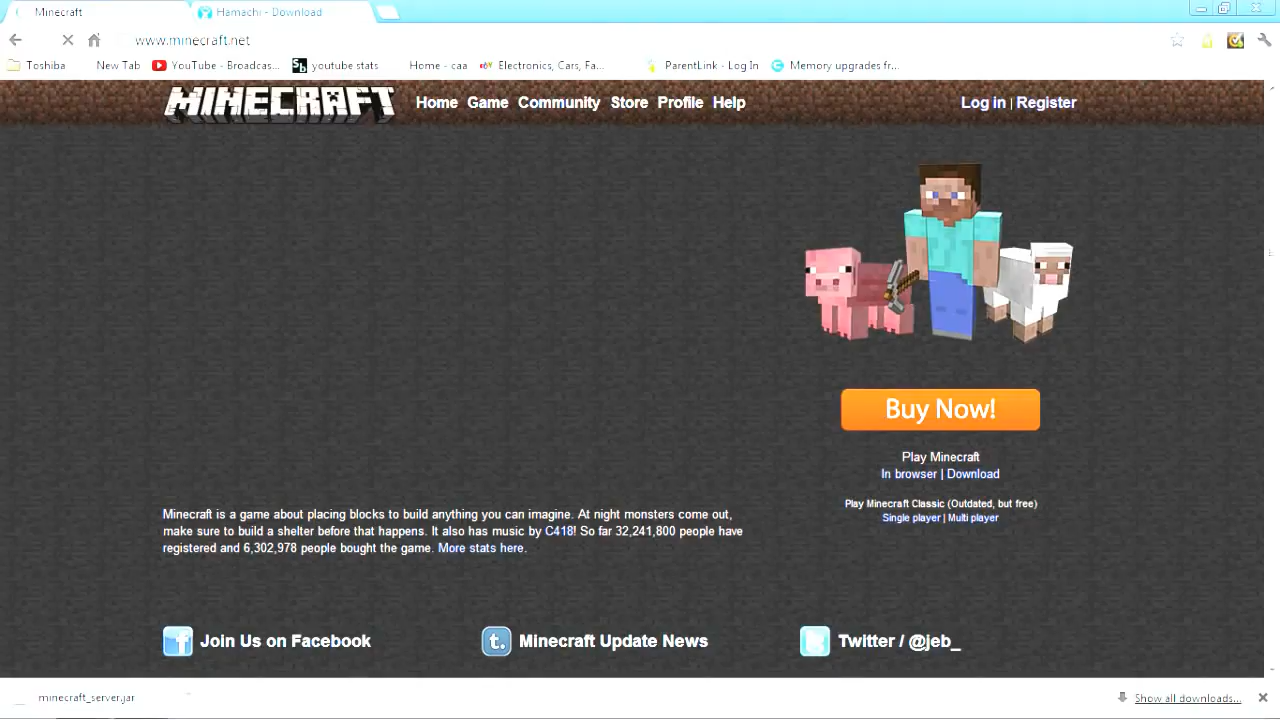 Minecraft
Hamachi - Download
www.minecraft.net
Toshiba New Tab YouTube - Broadcas... youtube stats Home - caa Electronics, Cars, Fa... ParentLink - Log In Memory upgrades fr...
MINECRAFT Home Game Community Store Profile Help Log in | Register
Buy Now!
Play Minecraft
In browser | Download
Play Minecraft Classic (Outdated, but free)
Single player | Multi player
Minecraft is a game about placing blocks to build anything you can imagine. At night monsters come out,
make sure to build a shelter before that happens. It also has music by C418! So far 32,241,800 people have
registered and 6,302,978 people bought the game. More stats here.
Join Us on Facebook Minecraft Update News Twitter / @jeb_
minecraft_server.jar Show all downloads...